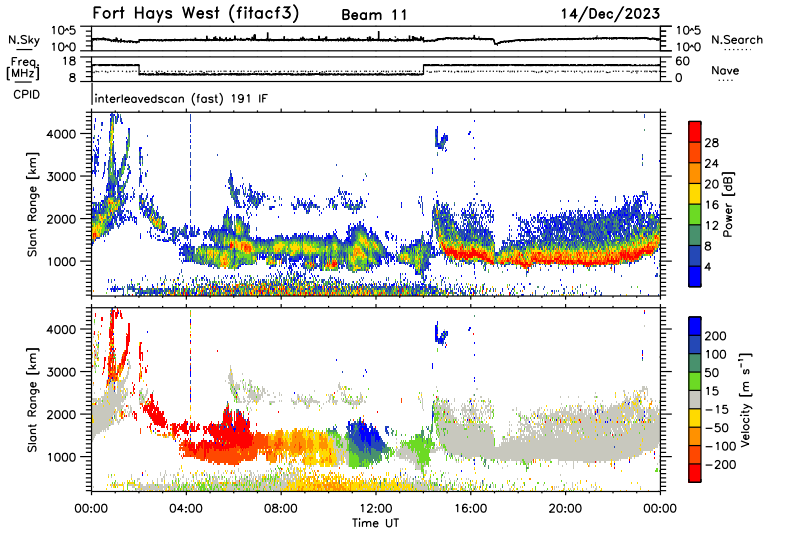 Fort Hays West (fitacf3) Beam 11 14/Dec/2023
N.Sky 10^5 10^0 10^5 10^0 N.Search
Freq. [MHz] 18 8 60 0 Nave
CPID interleavedscan (fast) 191 IF
Slant Range [km] 4000 3000 2000 1000
Power [dB] 28 24 20 16 12 8 4
Slant Range [km] 4000 3000 2000 1000
Velocity [m s⁻¹] 200 100 50 15 −15 −50 −100 −200
00:00 04:00 08:00 12:00 16:00 20:00 00:00
Time UT